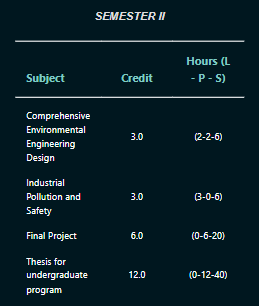 SEMESTER II
Hours (L
Subject Credit - P - S)
Comprehensive
Environmental
Engineering 3.0 (2-2-6)
Design
Industrial
Pollution and 3.0 (3-0-6)
Safety
Final Project 6.0 (0-6-20)
Thesis for
undergraduate 12.0 (0-12-40)
program